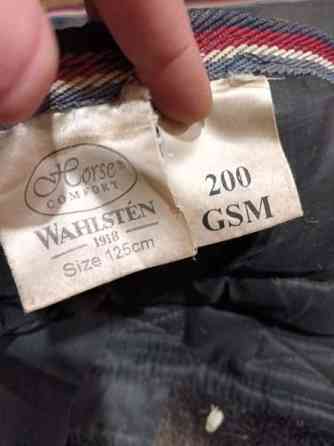 Horse
COMFORT
WAHLSTÉN
1918
Size 125cm
200
GSM